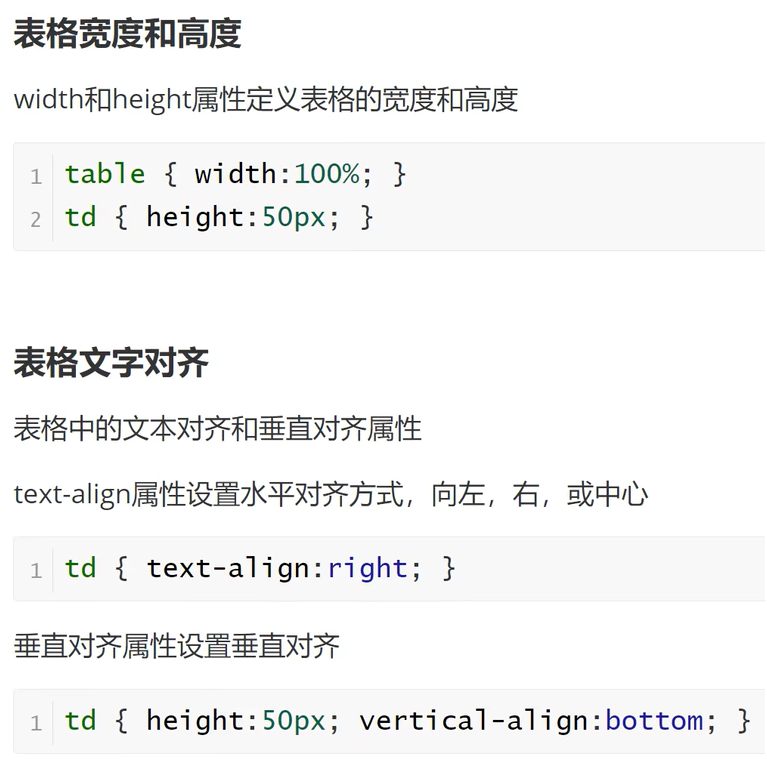 表格宽度和高度
width和height属性定义表格的宽度和高度
1 table { width:100%; }
2 td { height:50px; }
表格文字对齐
表格中的文本对齐和垂直对齐属性
text-align属性设置水平对齐方式，向左，右，或中心
1 td { text-align:right; }
垂直对齐属性设置垂直对齐
1 td { height:50px; vertical-align:bottom; }